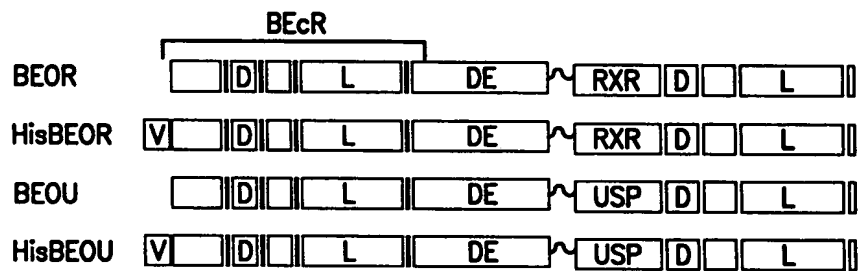 BEcR
BEOR D L DE RXR D L
HisBEOR V D L DE RXR D L
BEOU D L DE USP D L
HisBEOU V D L DE USP D L